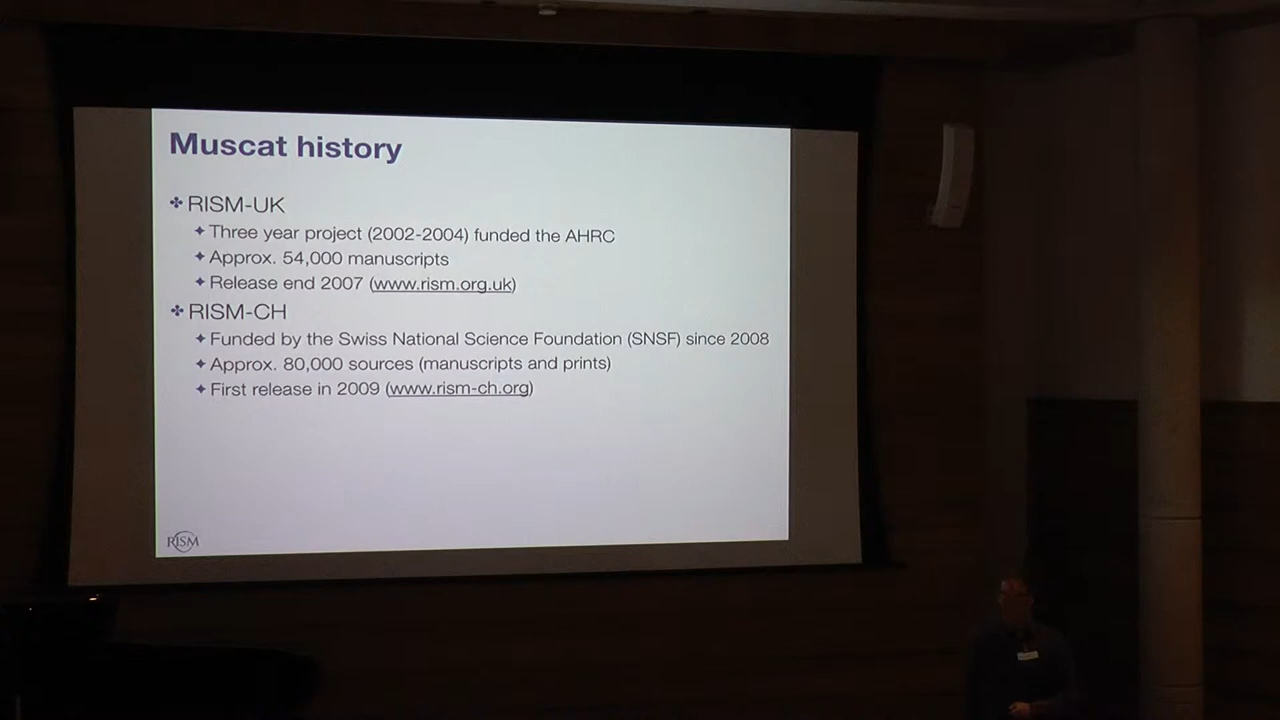 Muscat history
RISM-UK
Three year project (2002-2004) funded the AHRC
Approx. 54,000 manuscripts
Release end 2007 (www.rism.org.uk)
RISM-CH
Funded by the Swiss National Science Foundation (SNSF) since 2008
Approx. 80,000 sources (manuscripts and prints)
First release in 2009 (www.rism-ch.org)
RISM